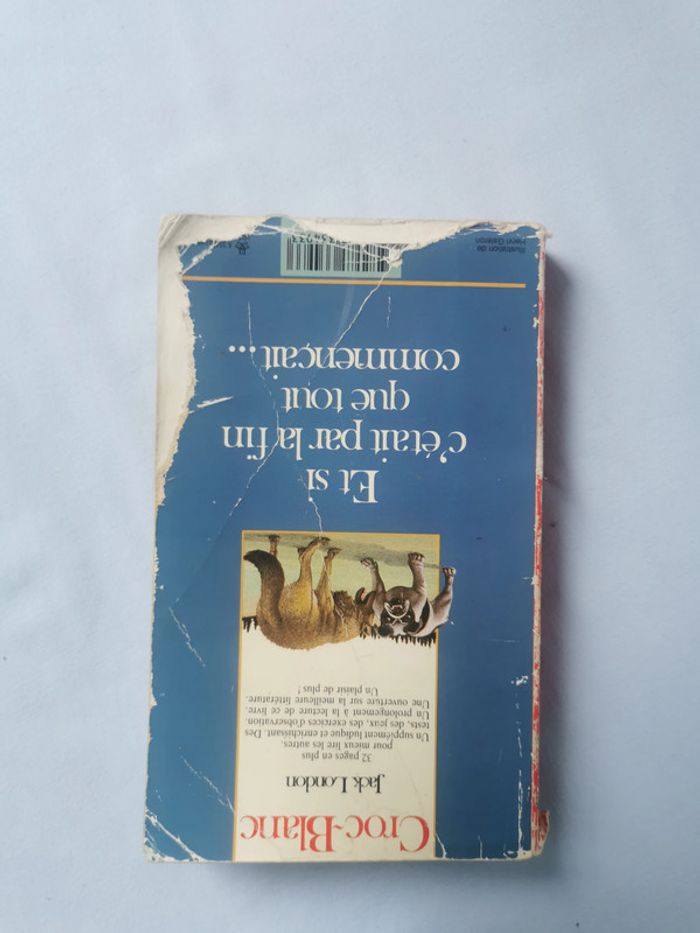 Croc-Blanc
Jack London
32 pages en plus
pour mieux lire les autres.
Un supplément ludique et enrichissant. Des
tests, des jeux, des exercices d'observation.
Un prolongement à la lecture de ce livre.
Une ouverture sur la meilleure littérature.
Un plaisir de plus !
Et si
c'était par la fin
que tout
commençait...
Illustration de
Henri Galeron